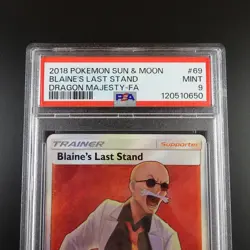 2018 POKEMON SUN & MOON #69
BLAINE'S LAST STAND MINT
DRAGON MAJESTY-FA 9
PSA 120510650
TRAINER Supporter
Blaine's Last Stand